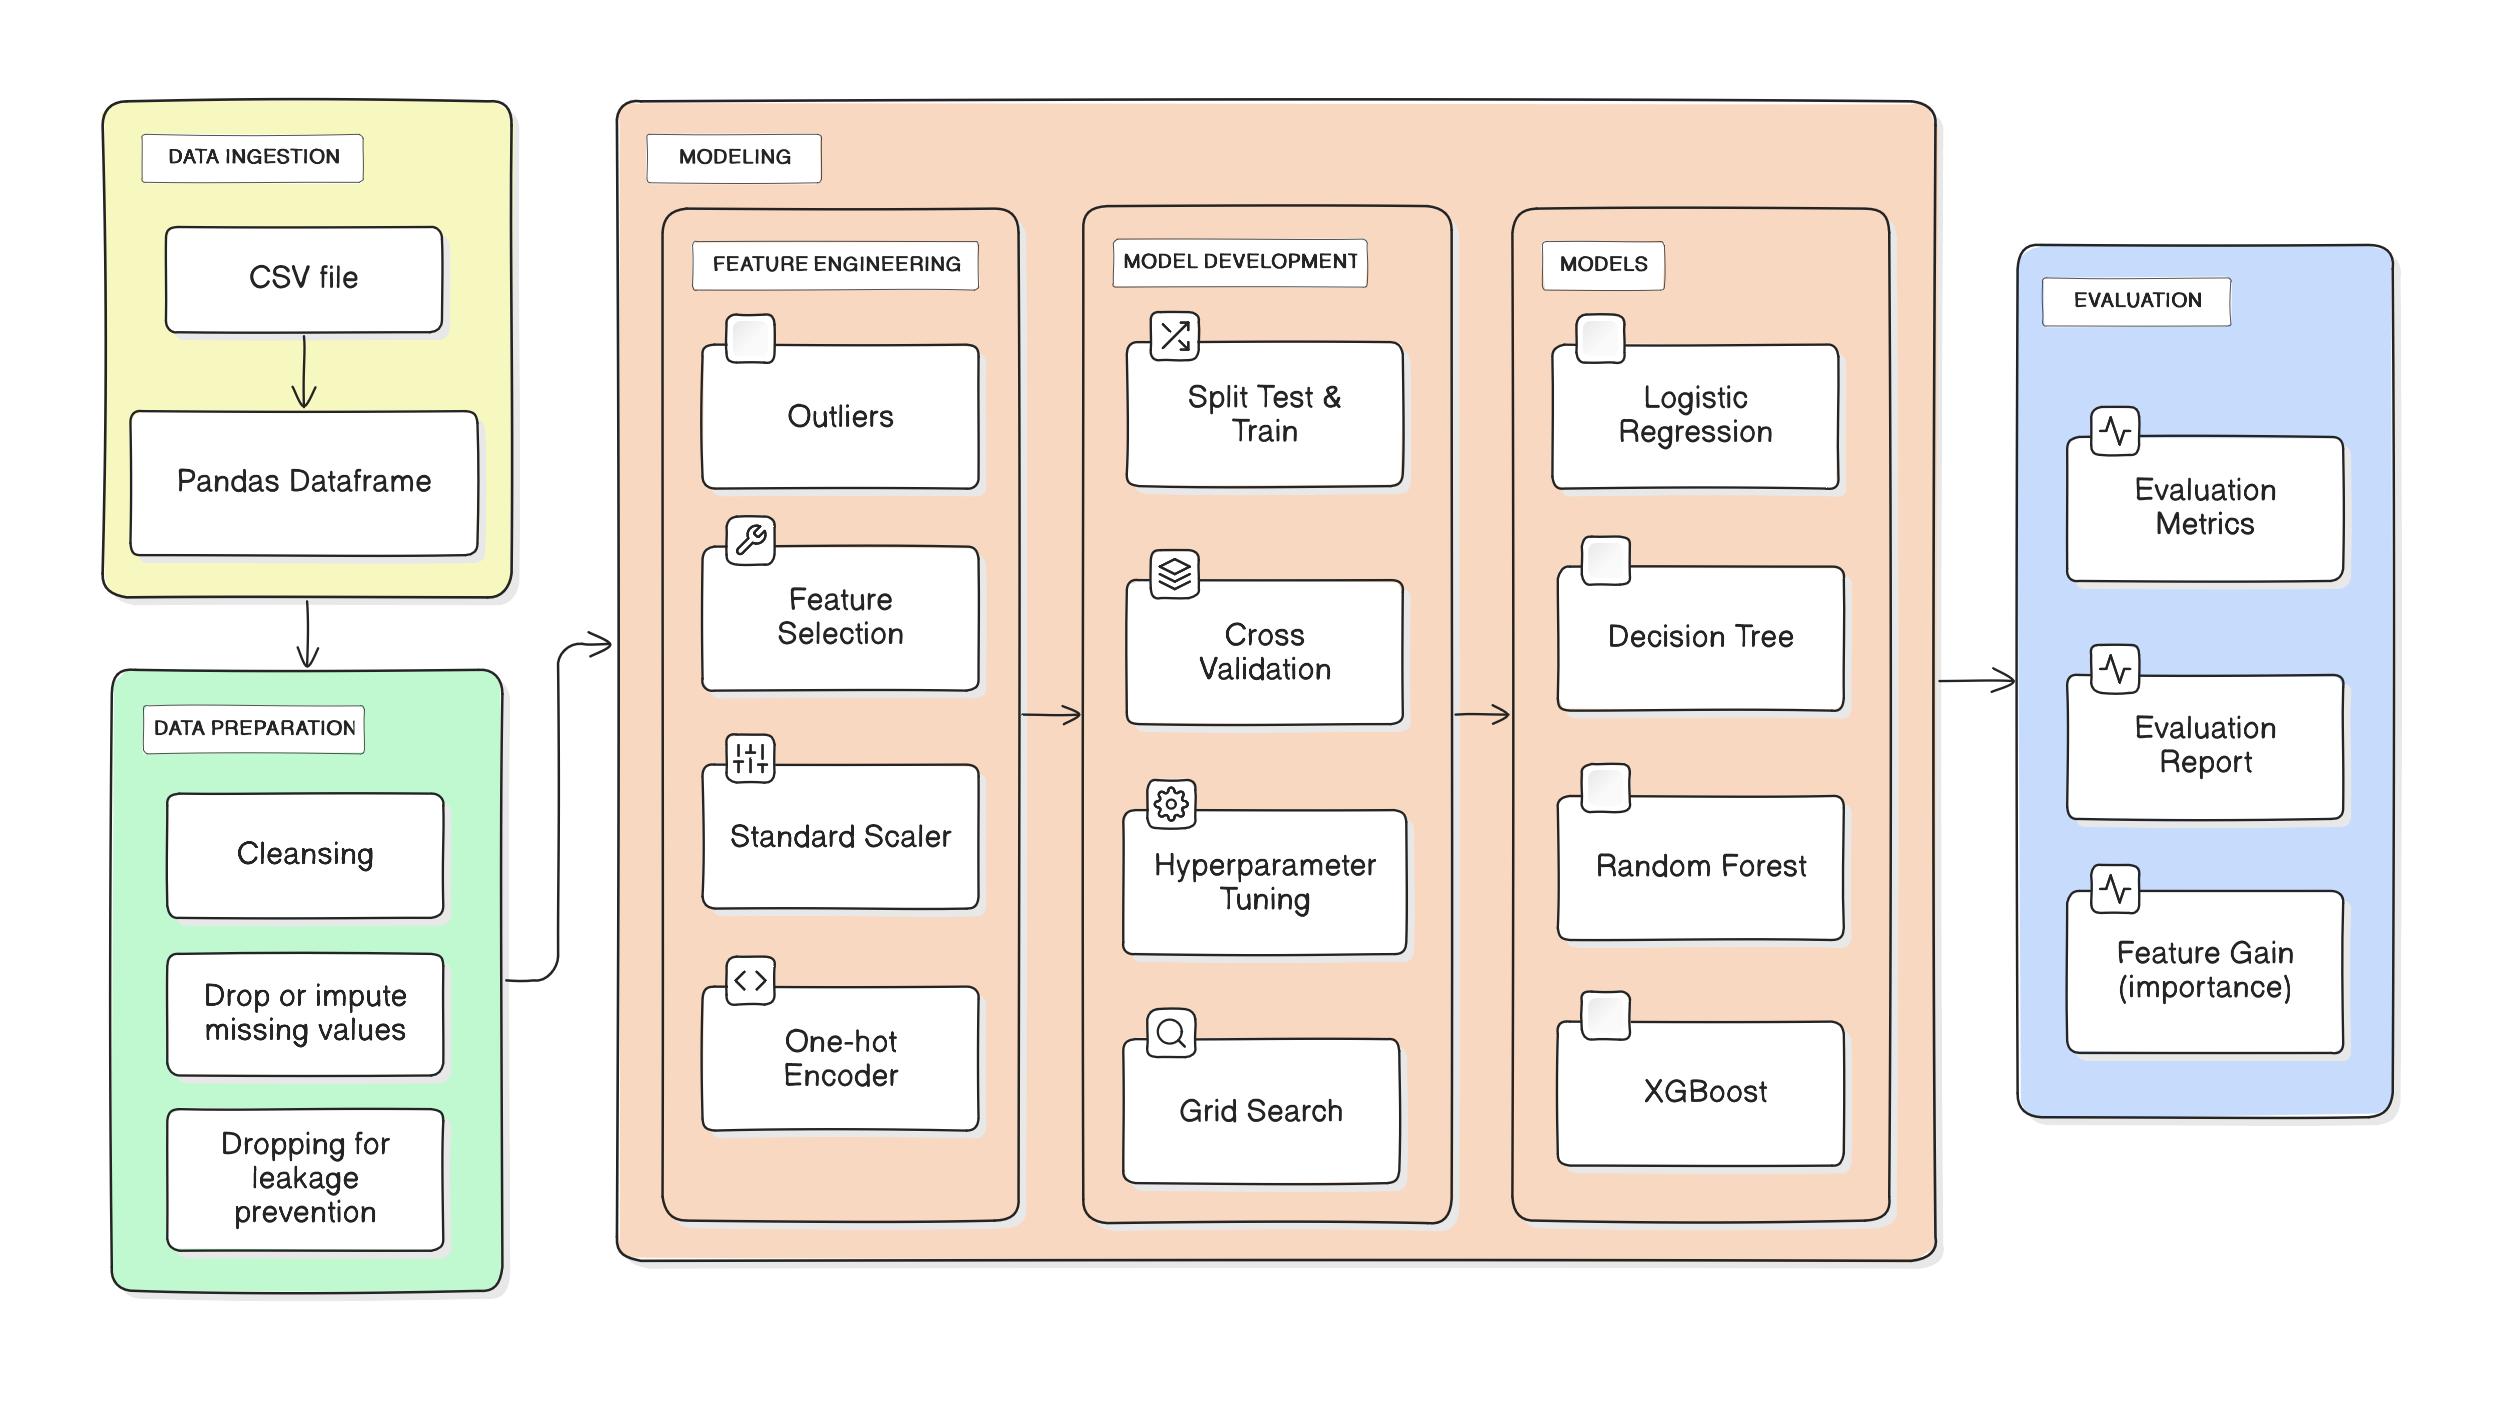 DATA INGESTION
CSV file
Pandas Dataframe
DATA PREPARATION
Cleansing
Drop or impute
missing values
Dropping for
leakage
prevention
MODELING
FEATURE ENGINEERING
Outliers
Feature
Selection
Standard Scaler
One-hot
Encoder
MODEL DEVELOPMENT
Split Test &
Train
Cross
Validation
Hyperparameter
Tuning
Grid Search
MODELS
Logistic
Regression
Decision Tree
Random Forest
XGBoost
EVALUATION
Evaluation
Metrics
Evaluation
Report
Feature Gain
(importance)